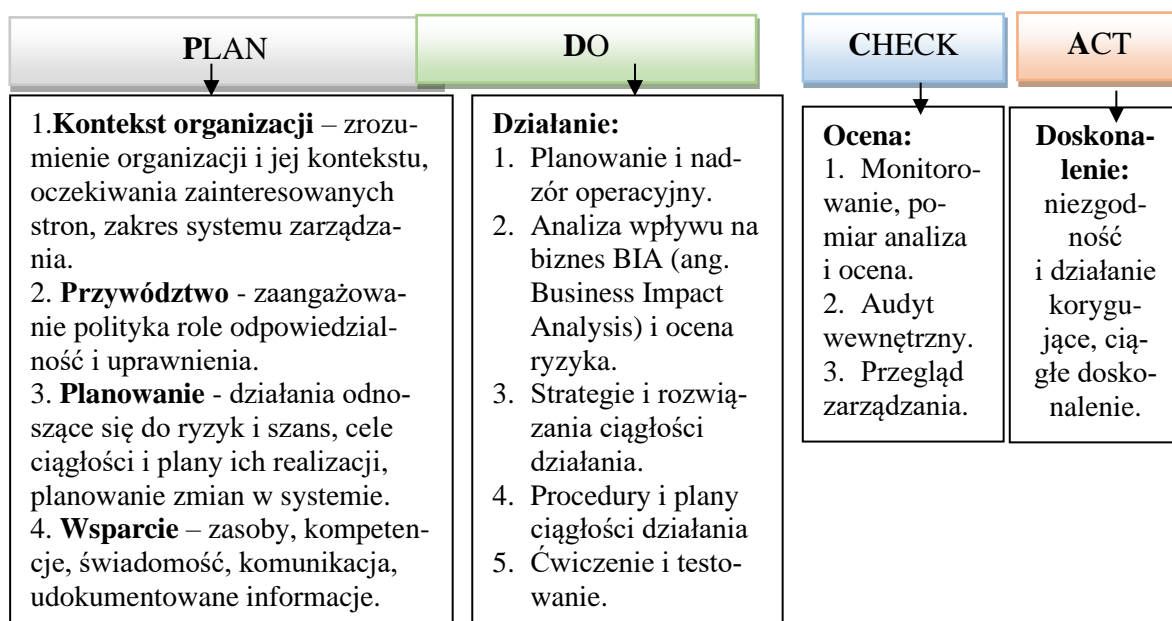 PLAN
1.Kontekst organizacji – zrozu-
mienie organizacji i jej kontekstu,
oczekiwania zainteresowanych
stron, zakres systemu zarządza-
nia.
2. Przywództwo - zaangażowa-
nie polityka role odpowiedzial-
ność i uprawnienia.
3. Planowanie - działania odno-
szące się do ryzyk i szans, cele
ciągłości i plany ich realizacji,
planowanie zmian w systemie.
4. Wsparcie – zasoby, kompeten-
cje, świadomość, komunikacja,
udokumentowane informacje.
DO
Działanie:
1. Planowanie i nad-
zór operacyjny.
2. Analiza wpływu na
biznes BIA (ang.
Business Impact
Analysis) i ocena
ryzyka.
3. Strategie i rozwią-
zania ciągłości
działania.
4. Procedury i plany
ciągłości działania
5. Ćwiczenie i testo-
wanie.
CHECK
Ocena:
1. Monitoro-
wanie, po-
miar analiza
i ocena.
2. Audyt
wewnętrzny.
3. Przegląd
zarządzania.
ACT
Doskona-
lenie:
niezgod-
ność
i działanie
korygu-
jące, cią-
głe dosko-
nalenie.